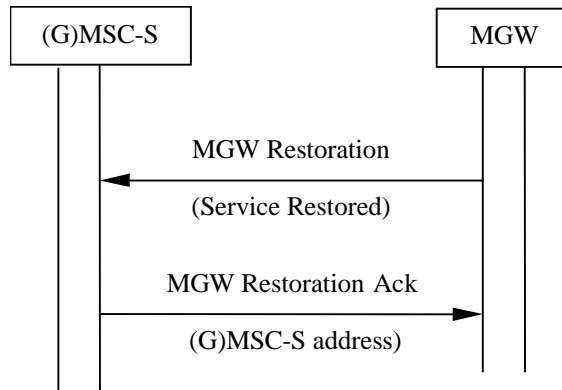 (G)MSC-S
MGW
MGW Restoration
(Service Restored)
MGW Restoration Ack
(G)MSC-S address)